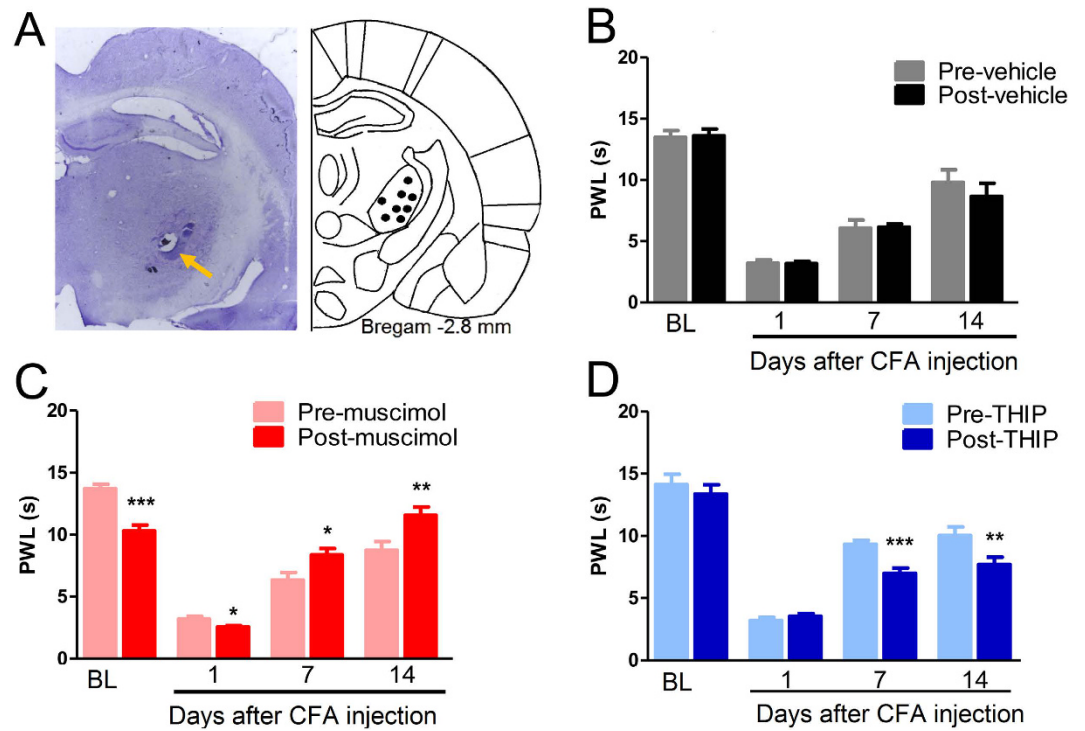 A
Bregam -2.8 mm
B
Pre-vehicle
Post-vehicle
PWL (s)
20
15
10
5
0
BL
1
7
14
Days after CFA injection
C
Pre-muscimol
Post-muscimol
PWL (s)
20
15
10
5
0
***
*
*
**
BL
1
7
14
Days after CFA injection
D
Pre-THIP
Post-THIP
PWL (s)
20
15
10
5
0
***
**
BL
1
7
14
Days after CFA injection